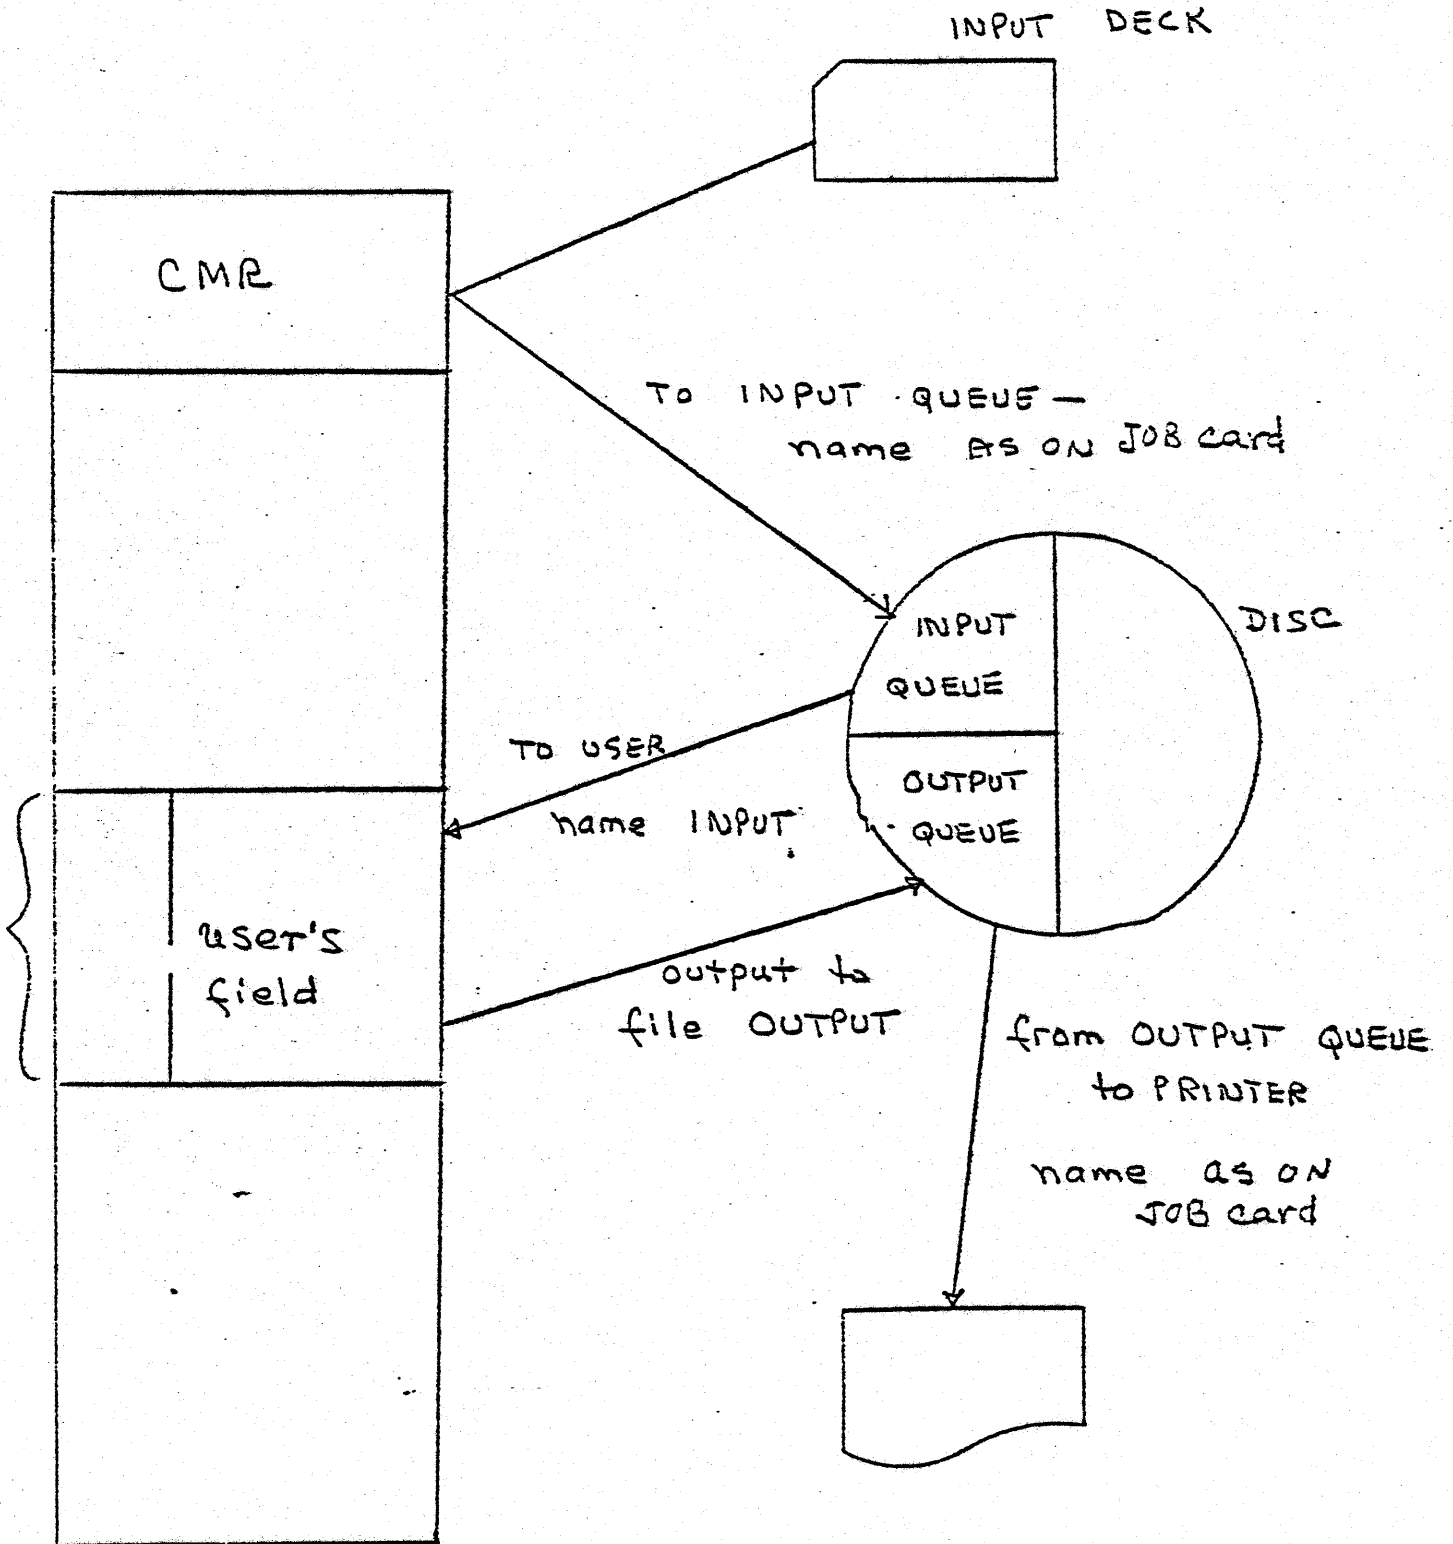 INPUT DECK
CMR
TO INPUT QUEUE —
name AS ON JOB card
INPUT
QUEUE
DISC
TO USER
name INPUT
OUTPUT
QUEUE
user's
field
output to
file OUTPUT
from OUTPUT QUEUE
to PRINTER
name as on
JOB card